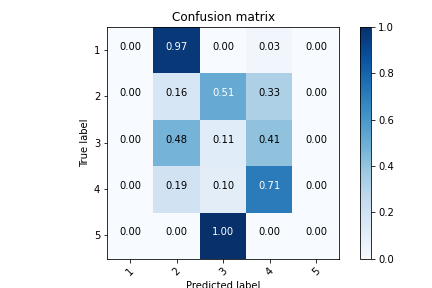 Confusion matrix
1.0
1 0.00 0.97 0.00 0.03 0.00
0.8
2 0.00 0.16 0.51 0.33 0.00
0.6
True label
3 0.00 0.48 0.11 0.41 0.00
0.4
4 0.00 0.19 0.10 0.71 0.00
0.2
5 0.00 0.00 1.00 0.00 0.00
0.0
1 2 3 4 5
Predicted label